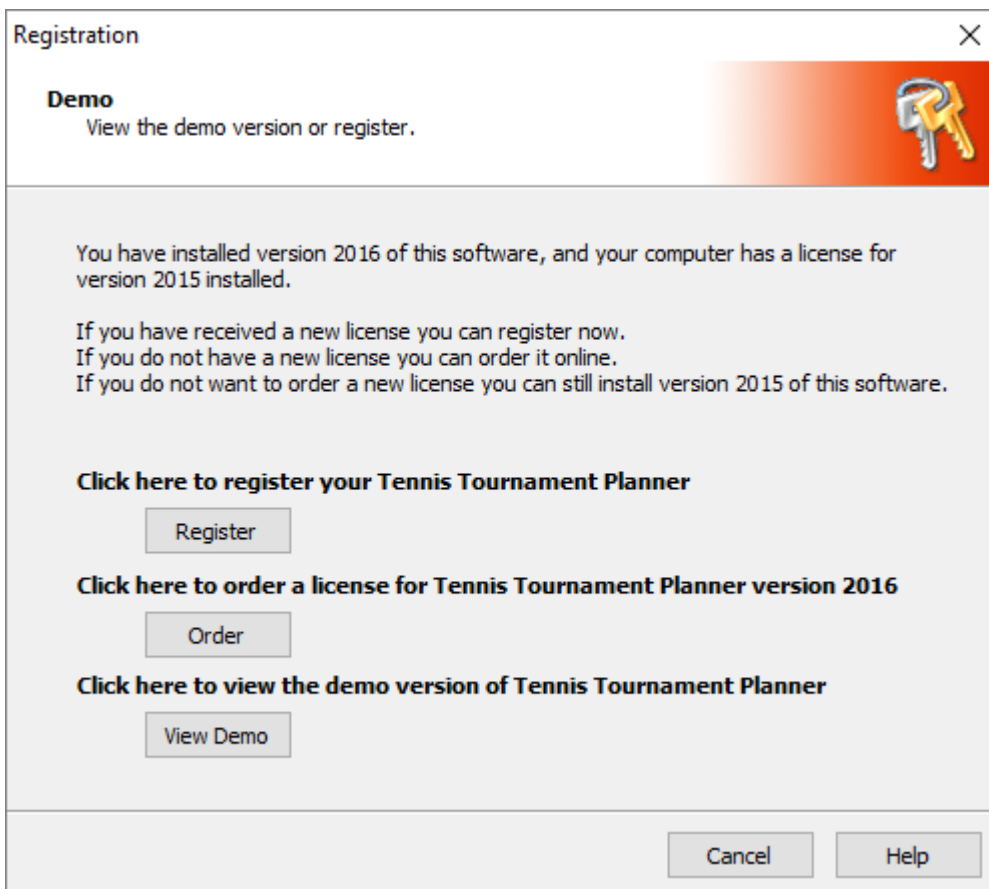 Registration
Demo
View the demo version or register.
You have installed version 2016 of this software, and your computer has a license for
version 2015 installed.
If you have received a new license you can register now.
If you do not have a new license you can order it online.
If you do not want to order a new license you can still install version 2015 of this software.
Click here to register your Tennis Tournament Planner
Register
Click here to order a license for Tennis Tournament Planner version 2016
Order
Click here to view the demo version of Tennis Tournament Planner
View Demo
Cancel
Help